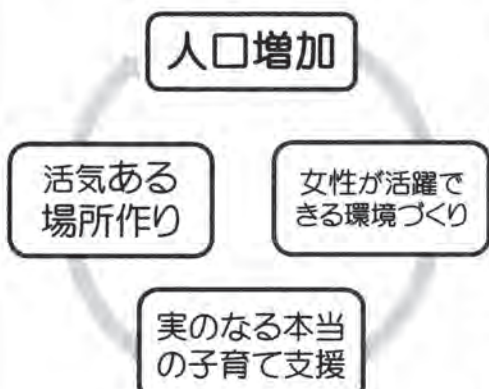 人口増加
女性が活躍で
きる環境づくり
実のなる本当
の子育て支援
活気ある
場所作り